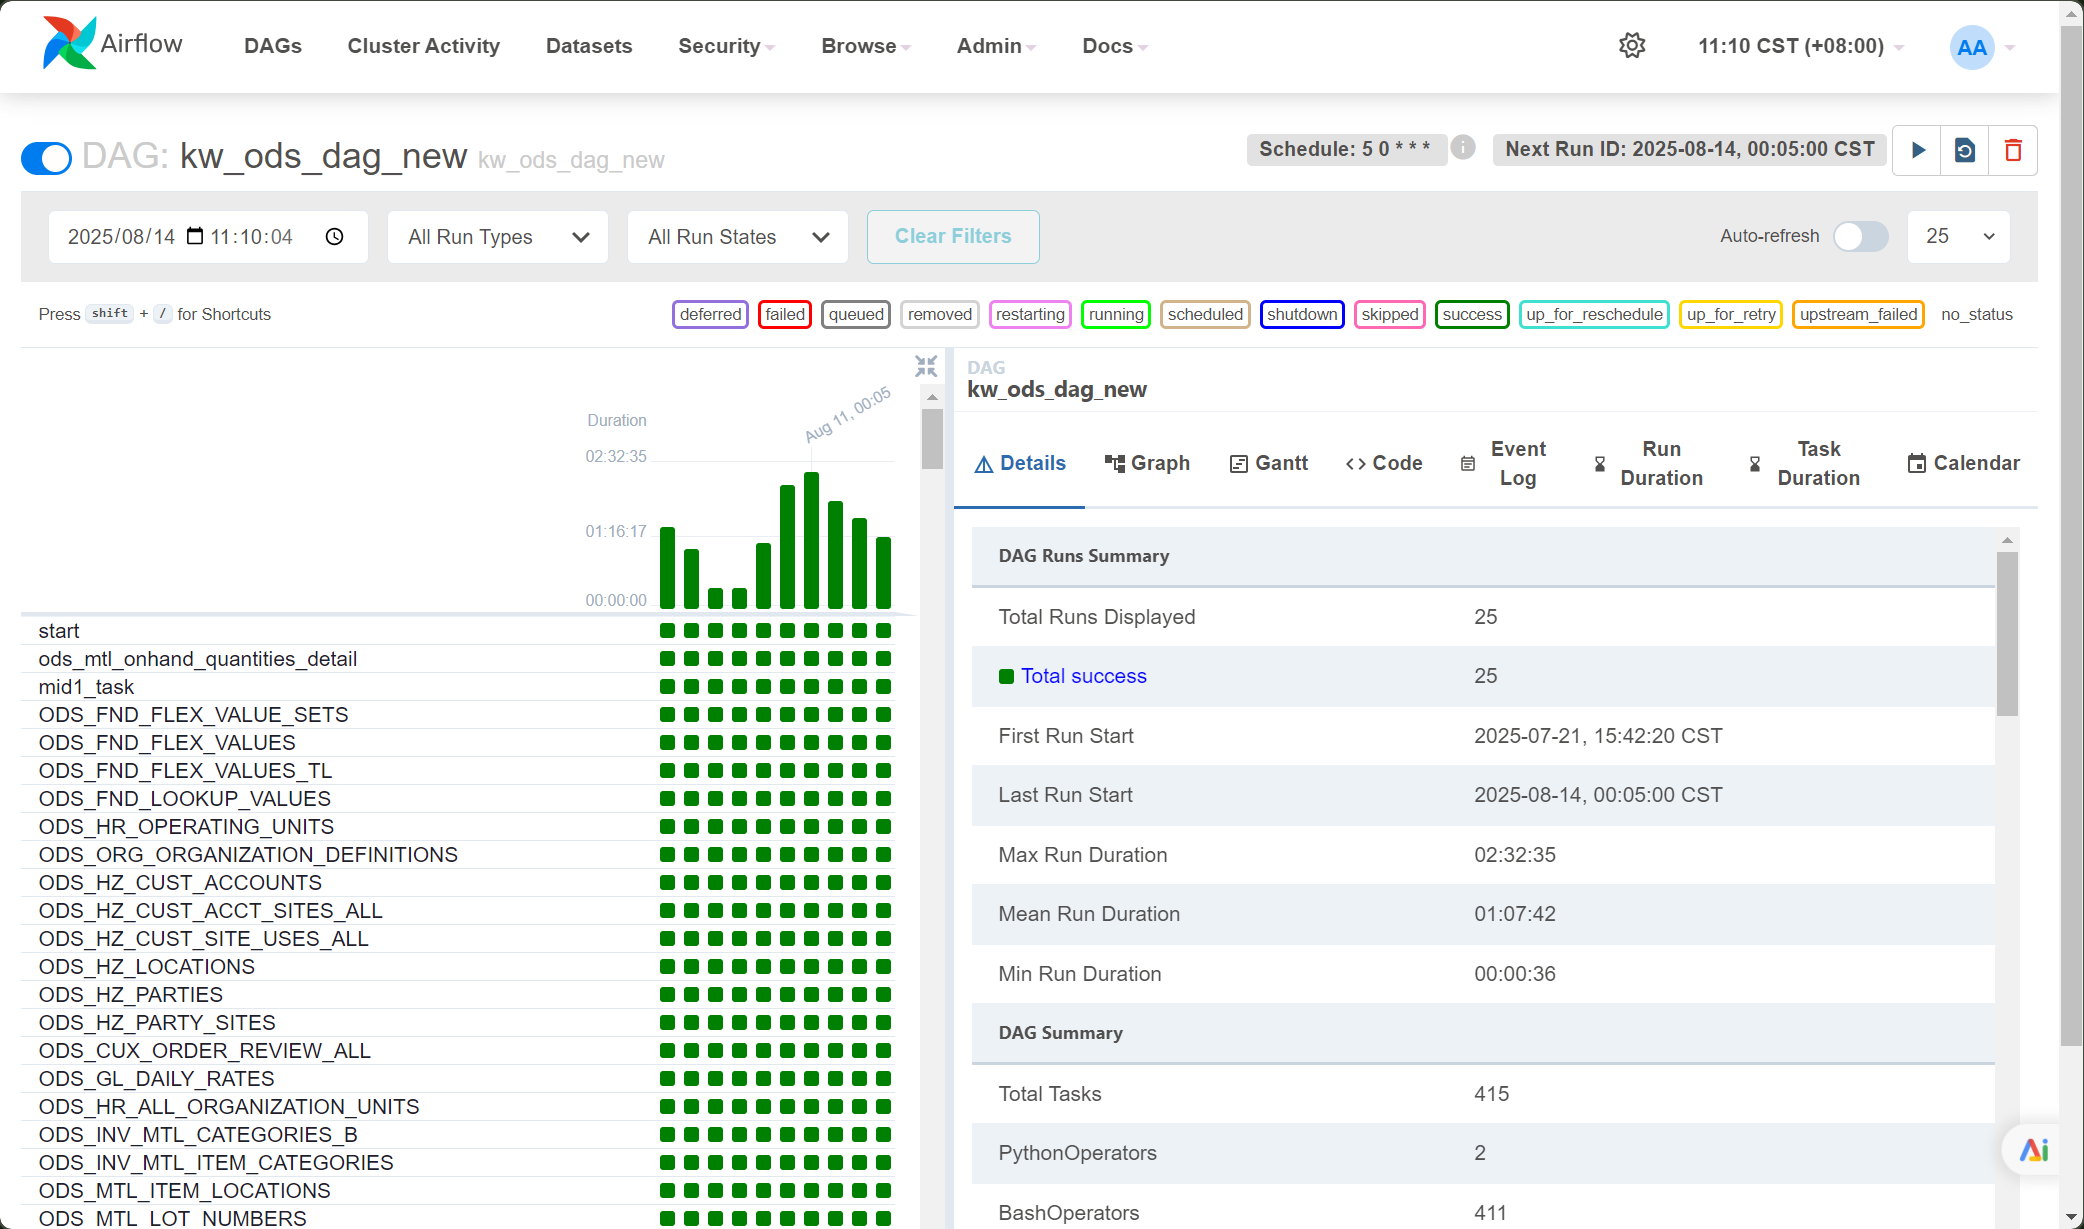 Airflow
DAGs Cluster Activity Datasets Security Browse Admin Docs 11:10 CST (+08:00) AA
DAG: kw_ods_dag_new kw_ods_dag_new Schedule: 5 0 * * * i Next Run ID: 2025-08-14, 00:05:00 CST
2025/08/14 11:10:04 All Run Types All Run States Clear Filters Auto-refresh 25
Press shift + / for Shortcuts deferred failed queued removed restarting running scheduled shutdown skipped success up_for_reschedule up_for_retry upstream_failed no_status
Aug 11, 00:05
Duration
02:32:35
01:16:17
00:00:00
start
ods_mtl_onhand_quantities_detail
mid1_task
ODS_FND_FLEX_VALUE_SETS
ODS_FND_FLEX_VALUES
ODS_FND_FLEX_VALUES_TL
ODS_FND_LOOKUP_VALUES
ODS_HR_OPERATING_UNITS
ODS_ORG_ORGANIZATION_DEFINITIONS
ODS_HZ_CUST_ACCOUNTS
ODS_HZ_CUST_ACCT_SITES_ALL
ODS_HZ_CUST_SITE_USES_ALL
ODS_HZ_LOCATIONS
ODS_HZ_PARTIES
ODS_HZ_PARTY_SITES
ODS_CUX_ORDER_REVIEW_ALL
ODS_GL_DAILY_RATES
ODS_HR_ALL_ORGANIZATION_UNITS
ODS_INV_MTL_CATEGORIES_B
ODS_INV_MTL_ITEM_CATEGORIES
ODS_MTL_ITEM_LOCATIONS
ODS_MTL_LOT_NUMBERS
DAG
kw_ods_dag_new
Details Graph Gantt Code Event Log Run Duration Task Duration Calendar
DAG Runs Summary
Total Runs Displayed 25
Total success 25
First Run Start 2025-07-21, 15:42:20 CST
Last Run Start 2025-08-14, 00:05:00 CST
Max Run Duration 02:32:35
Mean Run Duration 01:07:42
Min Run Duration 00:00:36
DAG Summary
Total Tasks 415
PythonOperators 2
BashOperators 411
Ai